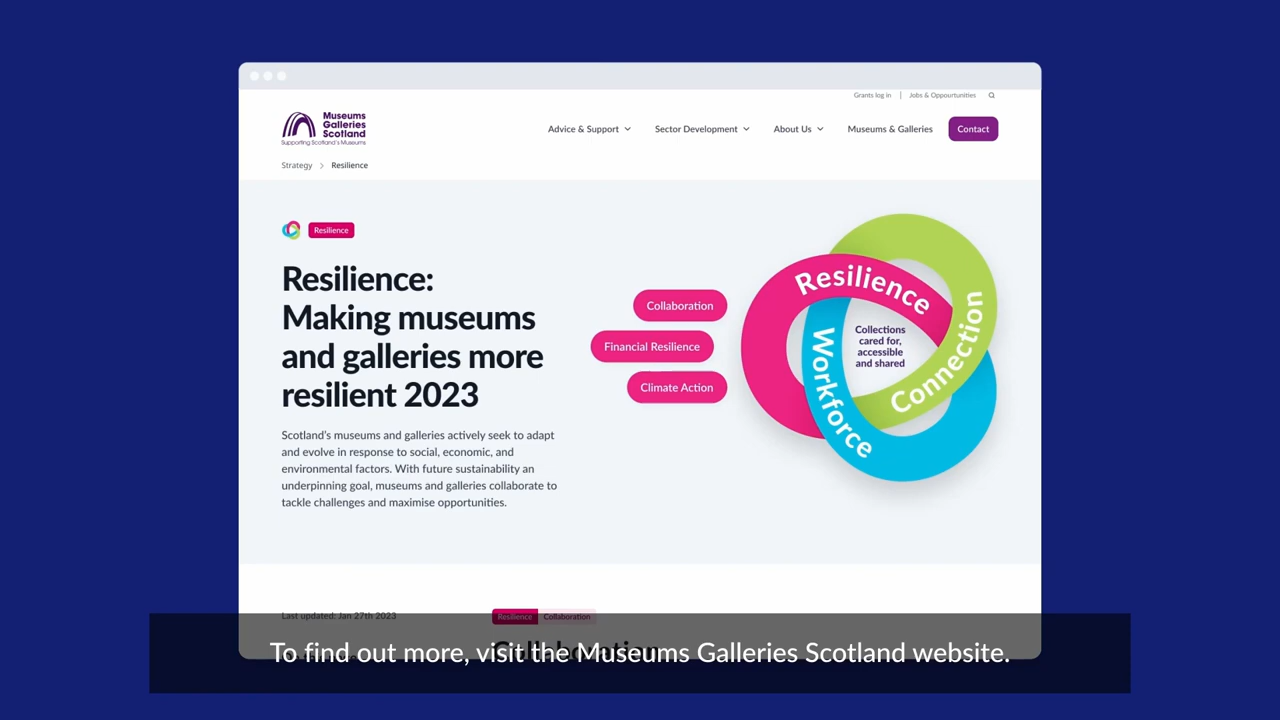 Grants log in | Jobs & Oppourtunities
Museums
Galleries
Scotland
Supporting Scotland's Museums
Advice & Support
Sector Development
About Us
Museums & Galleries
Contact
Strategy > Resilience
Resilience
Resilience:
Making museums
and galleries more
resilient 2023
Scotland's museums and galleries actively seek to adapt
and evolve in response to social, economic, and
environmental factors. With future sustainability an
underpinning goal, museums and galleries collaborate to
tackle challenges and maximise opportunities.
Collaboration
Financial Resilience
Climate Action
Resilience
Connection
Workforce
Collections
cared for,
accessible
and shared
Last updated: Jan 27th 2023
Resilience Collaboration
Collaboration
To find out more, visit the Museums Galleries Scotland website.